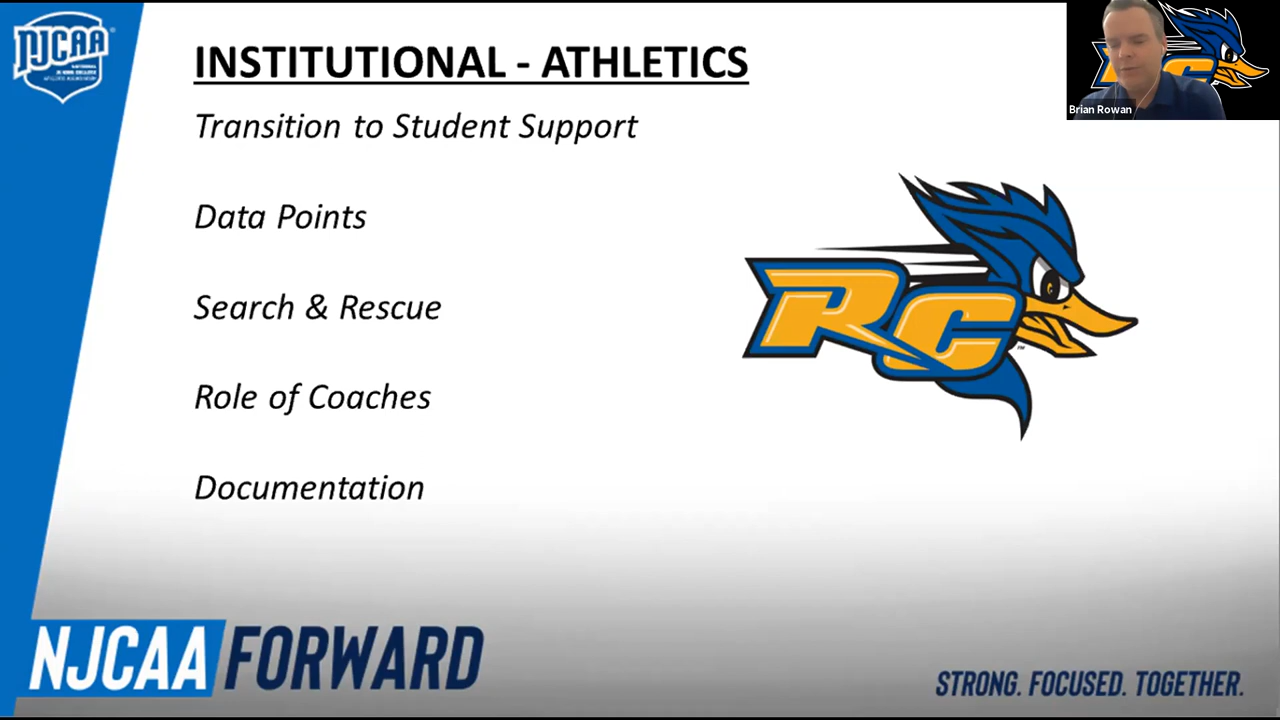 NJCAA
INSTITUTIONAL - ATHLETICS
Transition to Student Support
Data Points
Search & Rescue
Role of Coaches
Documentation
RC
TM
Brian Rowan
NJCAA FORWARD
STRONG. FOCUSED. TOGETHER.